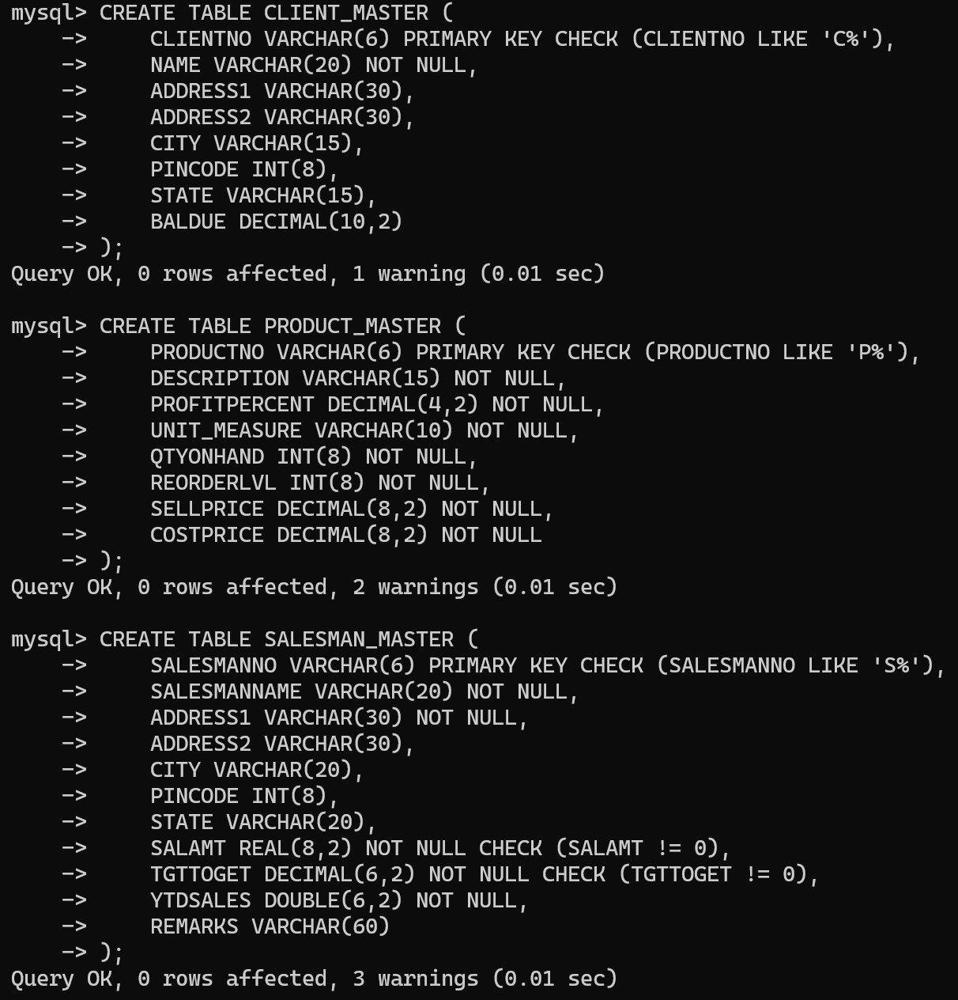 mysql> CREATE TABLE CLIENT_MASTER (
    ->     CLIENTNO VARCHAR(6) PRIMARY KEY CHECK (CLIENTNO LIKE 'C%'),
    ->     NAME VARCHAR(20) NOT NULL,
    ->     ADDRESS1 VARCHAR(30),
    ->     ADDRESS2 VARCHAR(30),
    ->     CITY VARCHAR(15),
    ->     PINCODE INT(8),
    ->     STATE VARCHAR(15),
    ->     BALDUE DECIMAL(10,2)
    -> );
Query OK, 0 rows affected, 1 warning (0.01 sec)

mysql> CREATE TABLE PRODUCT_MASTER (
    ->     PRODUCTNO VARCHAR(6) PRIMARY KEY CHECK (PRODUCTNO LIKE 'P%'),
    ->     DESCRIPTION VARCHAR(15) NOT NULL,
    ->     PROFITPERCENT DECIMAL(4,2) NOT NULL,
    ->     UNIT_MEASURE VARCHAR(10) NOT NULL,
    ->     QTYONHAND INT(8) NOT NULL,
    ->     REORDERLVL INT(8) NOT NULL,
    ->     SELLPRICE DECIMAL(8,2) NOT NULL,
    ->     COSTPRICE DECIMAL(8,2) NOT NULL
    -> );
Query OK, 0 rows affected, 2 warnings (0.01 sec)

mysql> CREATE TABLE SALESMAN_MASTER (
    ->     SALESMANNO VARCHAR(6) PRIMARY KEY CHECK (SALESMANNO LIKE 'S%'),
    ->     SALESMANNAME VARCHAR(20) NOT NULL,
    ->     ADDRESS1 VARCHAR(30) NOT NULL,
    ->     ADDRESS2 VARCHAR(30),
    ->     CITY VARCHAR(20),
    ->     PINCODE INT(8),
    ->     STATE VARCHAR(20),
    ->     SALAMT REAL(8,2) NOT NULL CHECK (SALAMT != 0),
    ->     TGTTOGET DECIMAL(6,2) NOT NULL CHECK (TGTTOGET != 0),
    ->     YTDSALES DOUBLE(6,2) NOT NULL,
    ->     REMARKS VARCHAR(60)
    -> );
Query OK, 0 rows affected, 3 warnings (0.01 sec)